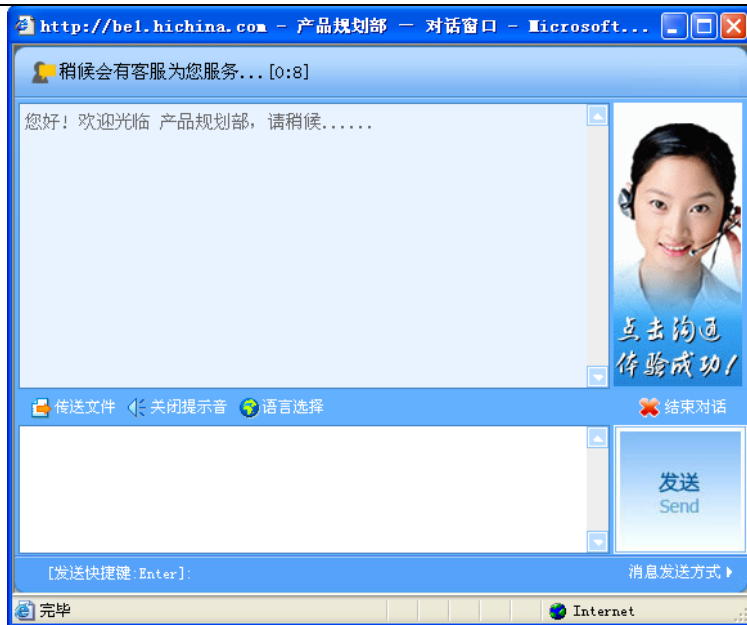 http://be1.hichina.com - 产品规划部 — 对话窗口 - Microsoft...
稍候会有客服为您服务...[0:8]
您好! 欢迎光临 产品规划部, 请稍候......
点击沟通
体验成功!
传送文件 关闭提示音 语言选择 结束对话
发送
Send
[发送快捷键:Enter]: 消息发送方式
完毕 Internet